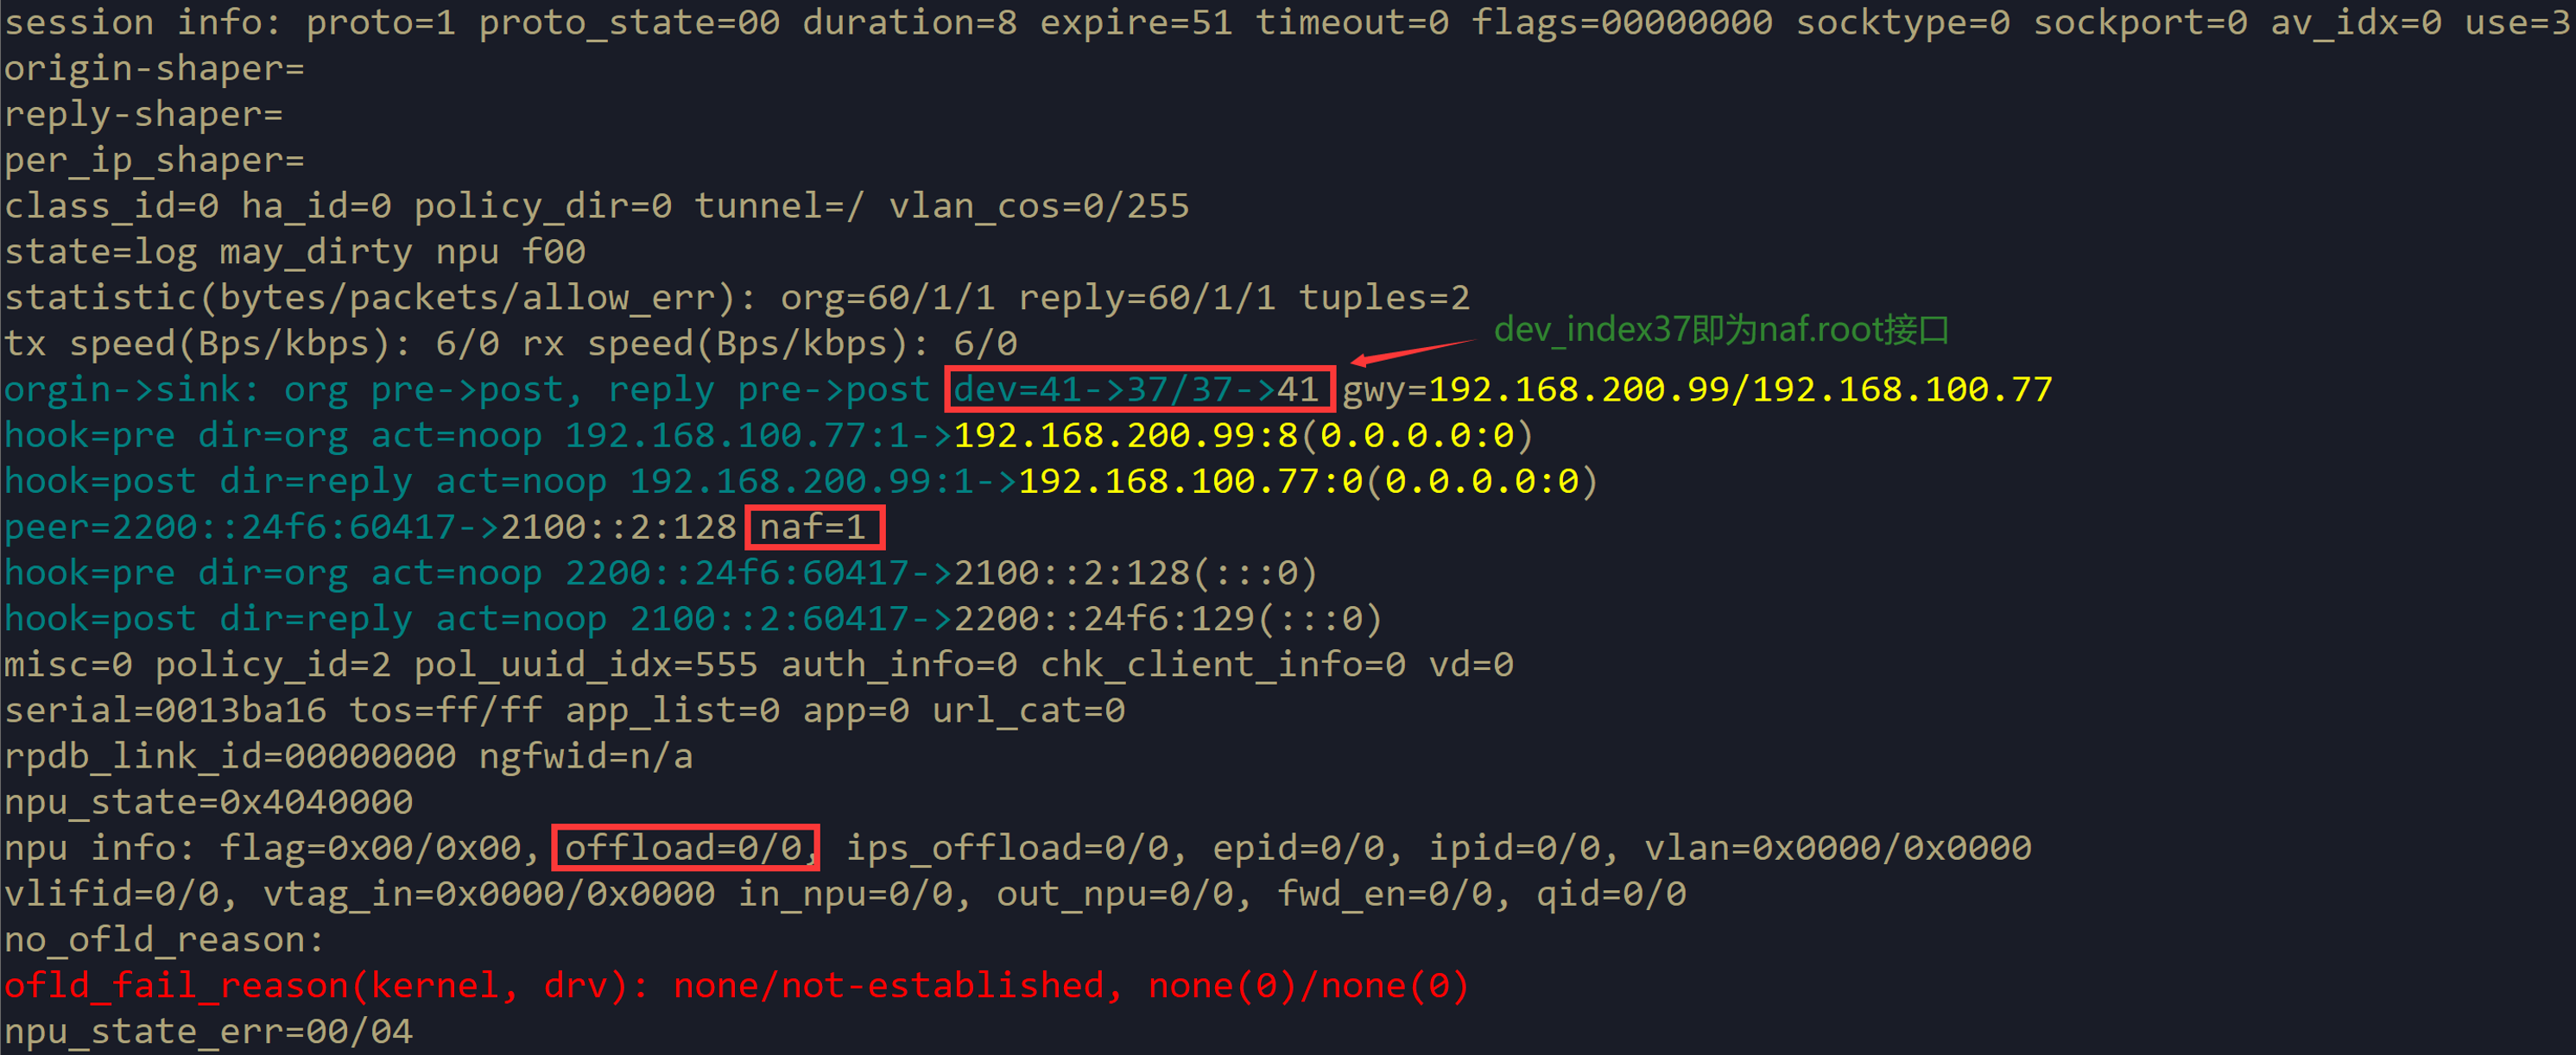 session info: proto=1 proto_state=00 duration=8 expire=51 timeout=0 flags=00000000 socktype=0 sockport=0 av_idx=0 use=3
origin-shaper=
reply-shaper=
per_ip_shaper=
class_id=0 ha_id=0 policy_dir=0 tunnel=/ vlan_cos=0/255
state=log may_dirty npu f00
statistic(bytes/packets/allow_err): org=60/1/1 reply=60/1/1 tuples=2
tx speed(Bps/kbps): 6/0 rx speed(Bps/kbps): 6/0
dev_index37即为naf.root接口
orgin->sink: org pre->post, reply pre->post dev=41->37/37->41 gwy=192.168.200.99/192.168.100.77
hook=pre dir=org act=noop 192.168.100.77:1->192.168.200.99:8(0.0.0.0:0)
hook=post dir=reply act=noop 192.168.200.99:1->192.168.100.77:0(0.0.0.0:0)
peer=2200::24f6:60417->2100::2:128 naf=1
hook=pre dir=org act=noop 2200::24f6:60417->2100::2:128(:::0)
hook=post dir=reply act=noop 2100::2:60417->2200::24f6:129(:::0)
misc=0 policy_id=2 pol_uuid_idx=555 auth_info=0 chk_client_info=0 vd=0
serial=0013ba16 tos=ff/ff app_list=0 app=0 url_cat=0
rpdb_link_id=00000000 ngfwid=n/a
npu_state=0x4040000
npu info: flag=0x00/0x00, offload=0/0, ips_offload=0/0, epid=0/0, ipid=0/0, vlan=0x0000/0x0000
vlifid=0/0, vtag_in=0x0000/0x0000 in_npu=0/0, out_npu=0/0, fwd_en=0/0, qid=0/0
no_ofld_reason:
ofld_fail_reason(kernel, drv): none/not-established, none(0)/none(0)
npu_state_err=00/04